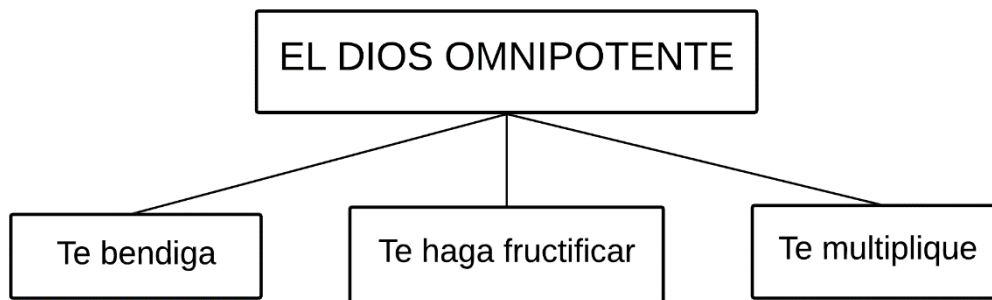 EL DIOS OMNIPOTENTE
Te bendiga
Te haga fructificar
Te multiplique